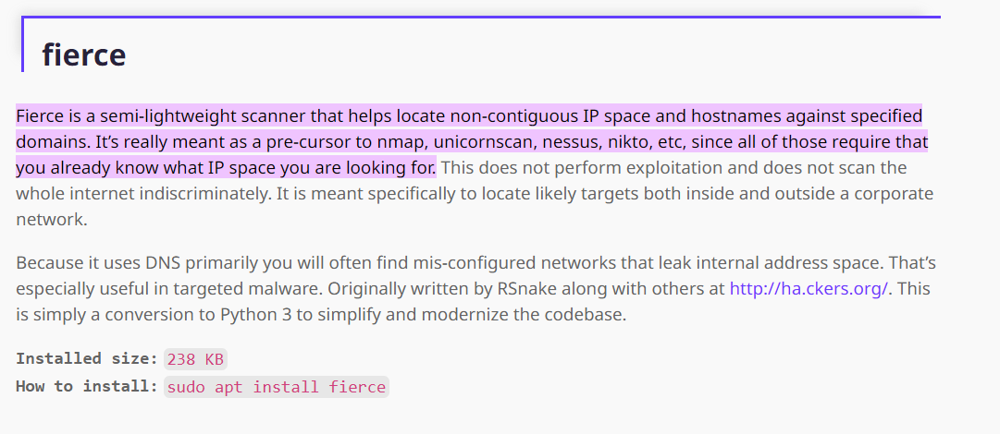 fierce
Fierce is a semi-lightweight scanner that helps locate non-contiguous IP space and hostnames against specified
domains. It’s really meant as a pre-cursor to nmap, unicornscan, nessus, nikto, etc, since all of those require that
you already know what IP space you are looking for. This does not perform exploitation and does not scan the
whole internet indiscriminately. It is meant specifically to locate likely targets both inside and outside a corporate
network.
Because it uses DNS primarily you will often find mis-configured networks that leak internal address space. That’s
especially useful in targeted malware. Originally written by RSnake along with others at http://ha.ckers.org/. This
is simply a conversion to Python 3 to simplify and modernize the codebase.
Installed size: 238 KB
How to install: sudo apt install fierce